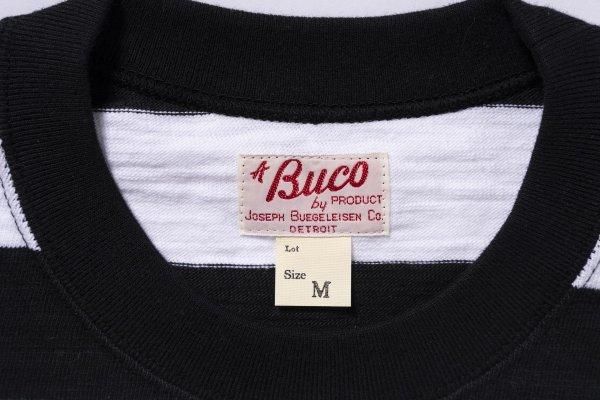 A Buco
by PRODUCT
JOSEPH BUEGELEISEN CO.
DETROIT
Lot
Size M